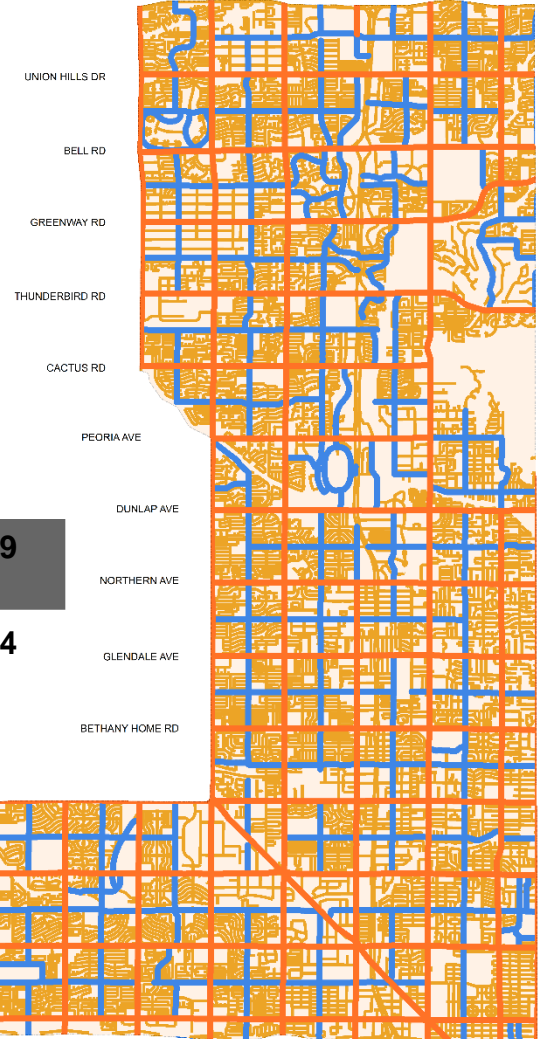 UNION HILLS DR
BELL RD
GREENWAY RD
THUNDERBIRD RD
CACTUS RD
PEORIA AVE
DUNLAP AVE
9
NORTHERN AVE
4
GLENDALE AVE
BETHANY HOME RD